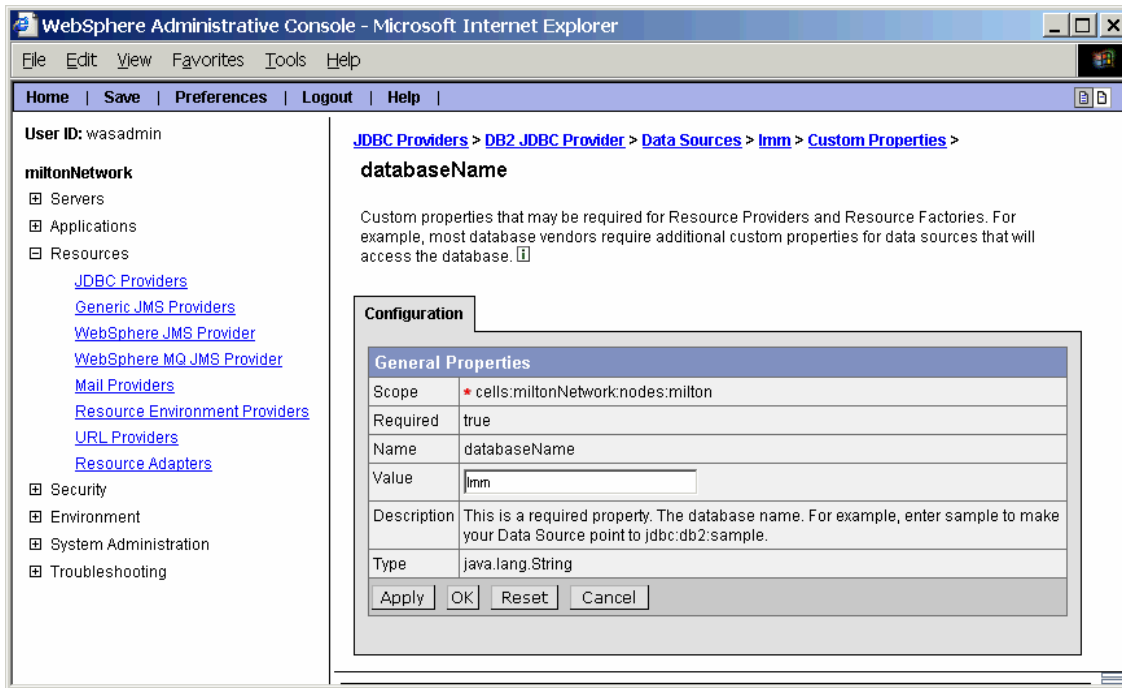 WebSphere Administrative Console - Microsoft Internet Explorer
File Edit View Favorites Tools Help
Home | Save | Preferences | Logout | Help |
User ID: wasadmin
miltonNetwork
Servers
Applications
Resources
JDBC Providers
Generic JMS Providers
WebSphere JMS Provider
WebSphere MQ JMS Provider
Mail Providers
Resource Environment Providers
URL Providers
Resource Adapters
Security
Environment
System Administration
Troubleshooting
JDBC Providers > DB2 JDBC Provider > Data Sources > lmm > Custom Properties >
databaseName
Custom properties that may be required for Resource Providers and Resource Factories. For
example, most database vendors require additional custom properties for data sources that will
access the database. i
Configuration
General Properties
Scope * cells:miltonNetwork:nodes:milton
Required true
Name databaseName
Value lmm
Description This is a required property. The database name. For example, enter sample to make
your Data Source point to jdbc:db2:sample.
Type java.lang.String
Apply OK Reset Cancel